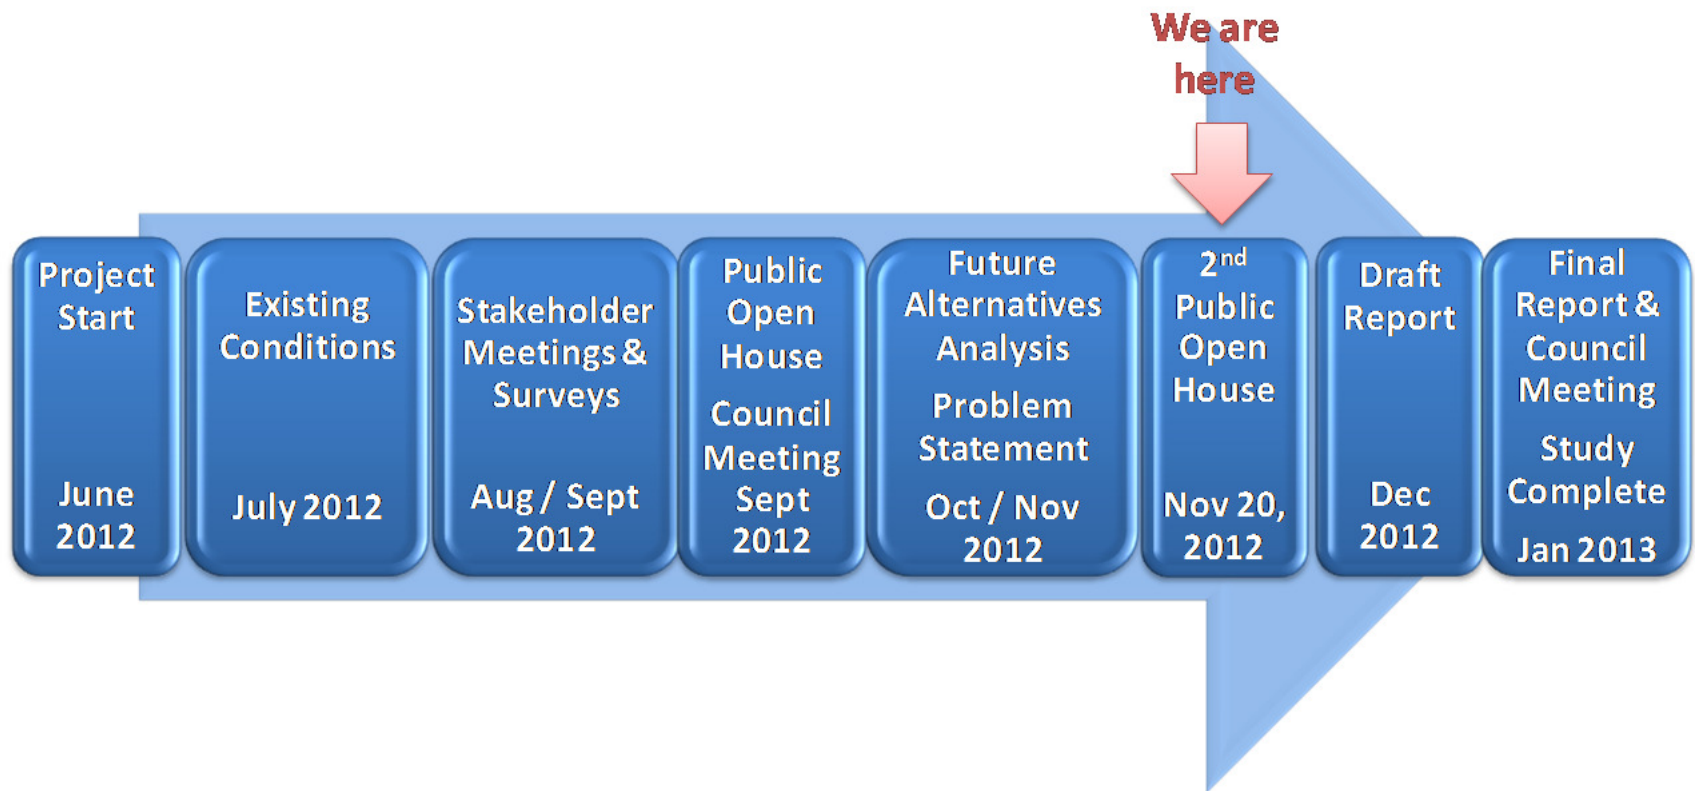 We are
here
Project
Start
June
2012
Existing
Conditions
July 2012
Stakeholder
Meetings &
Surveys
Aug / Sept
2012
Public
Open
House
Council
Meeting
Sept
2012
Future
Alternatives
Analysis
Problem
Statement
Oct / Nov
2012
2nd
Public
Open
House
Nov 20,
2012
Draft
Report
Dec
2012
Final
Report &
Council
Meeting
Study
Complete
Jan 2013